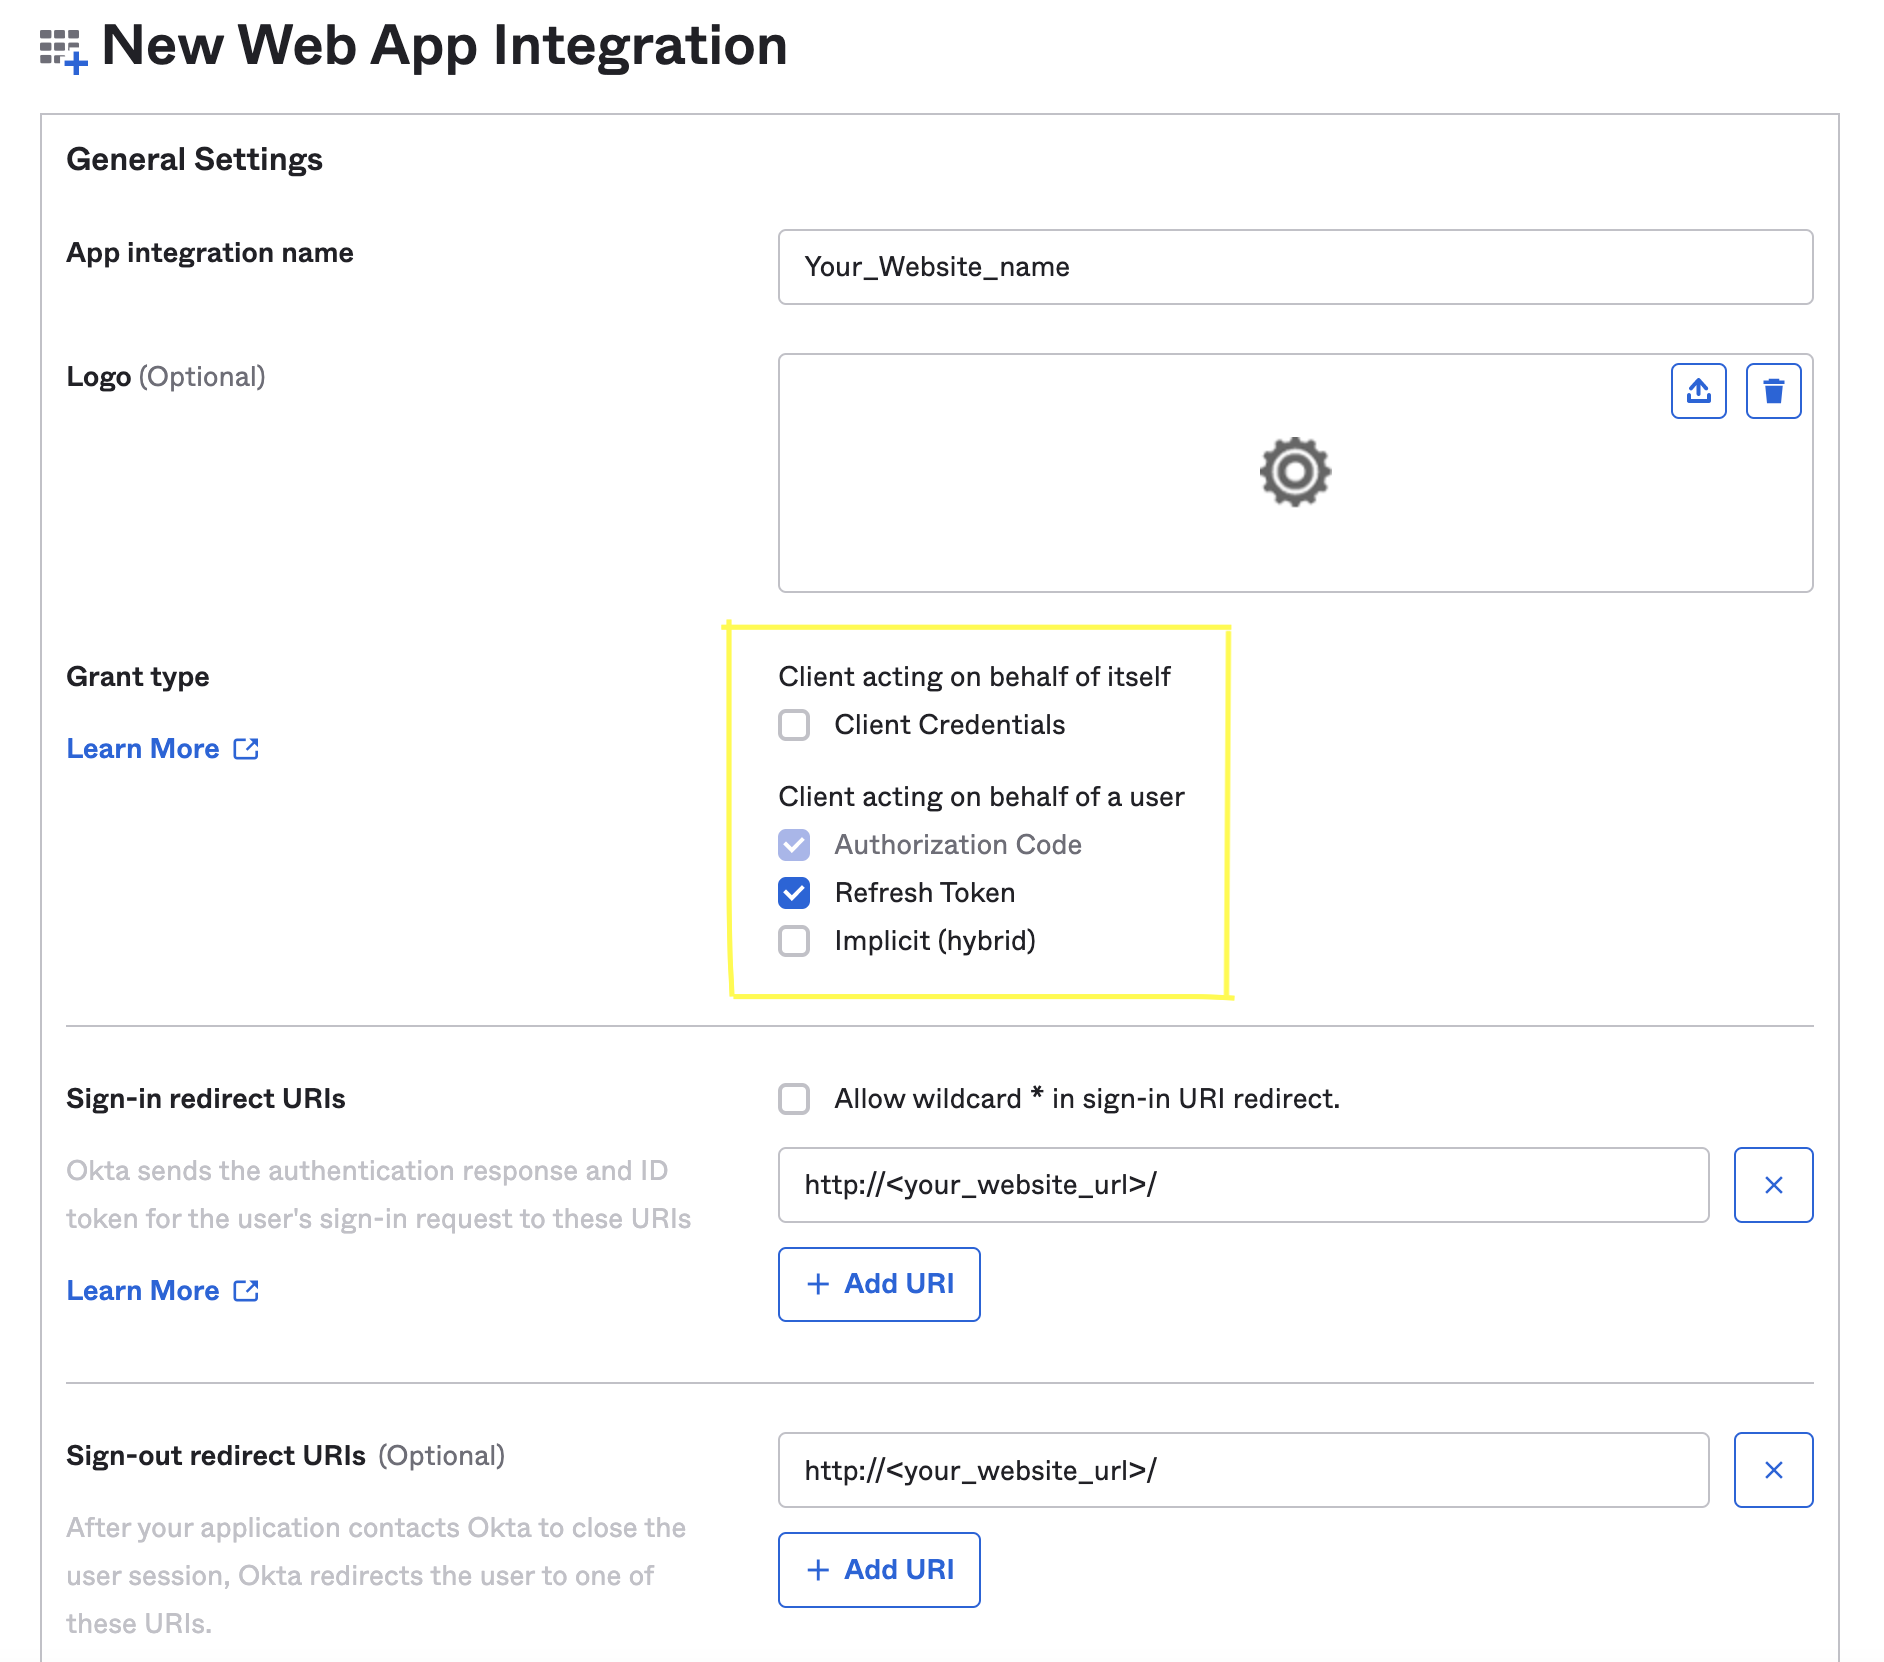 New Web App Integration
General Settings
App integration name
Your_Website_name
Logo (Optional)
Grant type
Learn More
Client acting on behalf of itself
Client Credentials
Client acting on behalf of a user
Authorization Code
Refresh Token
Implicit (hybrid)
Sign-in redirect URIs
Okta sends the authentication response and ID
token for the user's sign-in request to these URIs
Learn More
Allow wildcard * in sign-in URI redirect.
http://<your_website_url>/
+ Add URI
Sign-out redirect URIs (Optional)
After your application contacts Okta to close the
user session, Okta redirects the user to one of
these URIs.
http://<your_website_url>/
+ Add URI